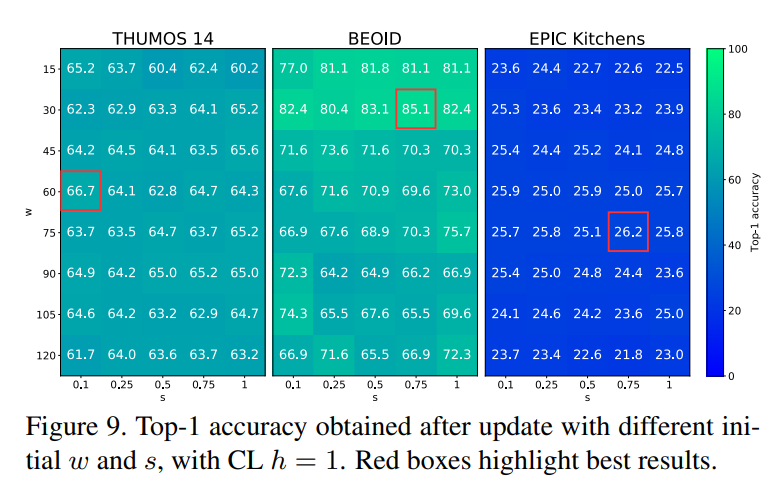 THUMOS 14 BEOID EPIC Kitchens
15 65.2 63.7 60.4 62.4 60.2 77.0 81.1 81.8 81.1 81.1 23.6 24.4 22.7 22.6 22.5 100
30 62.3 62.9 63.3 64.1 65.2 82.4 80.4 83.1 85.1 82.4 25.3 23.6 23.4 23.2 23.9 80
45 64.2 64.5 64.1 63.5 65.6 71.6 73.6 71.6 70.3 70.3 25.4 24.4 25.2 24.1 24.8
60 66.7 64.1 62.8 64.7 64.3 67.6 71.6 70.9 69.6 73.0 25.9 25.0 25.9 25.0 25.7 60
w
75 63.7 63.5 64.7 63.7 65.2 66.9 67.6 68.9 70.3 75.7 25.7 25.8 25.1 26.2 25.8 40
Top-1 accuracy
90 64.9 64.2 65.0 65.2 65.0 72.3 64.2 64.9 66.2 66.9 25.4 25.0 24.8 24.4 23.6
105 64.6 64.2 63.2 62.9 64.7 74.3 65.5 67.6 65.5 69.6 24.1 24.6 24.2 23.6 25.0 20
120 61.7 64.0 63.6 63.7 63.2 66.9 71.6 65.5 66.9 72.3 23.7 23.4 22.6 21.8 23.0 0
0.1 0.25 0.5 0.75 1 0.1 0.25 0.5 0.75 1 0.1 0.25 0.5 0.75 1
s s s
Figure 9. Top-1 accuracy obtained after update with different ini-
tial w and s, with CL h = 1. Red boxes highlight best results.